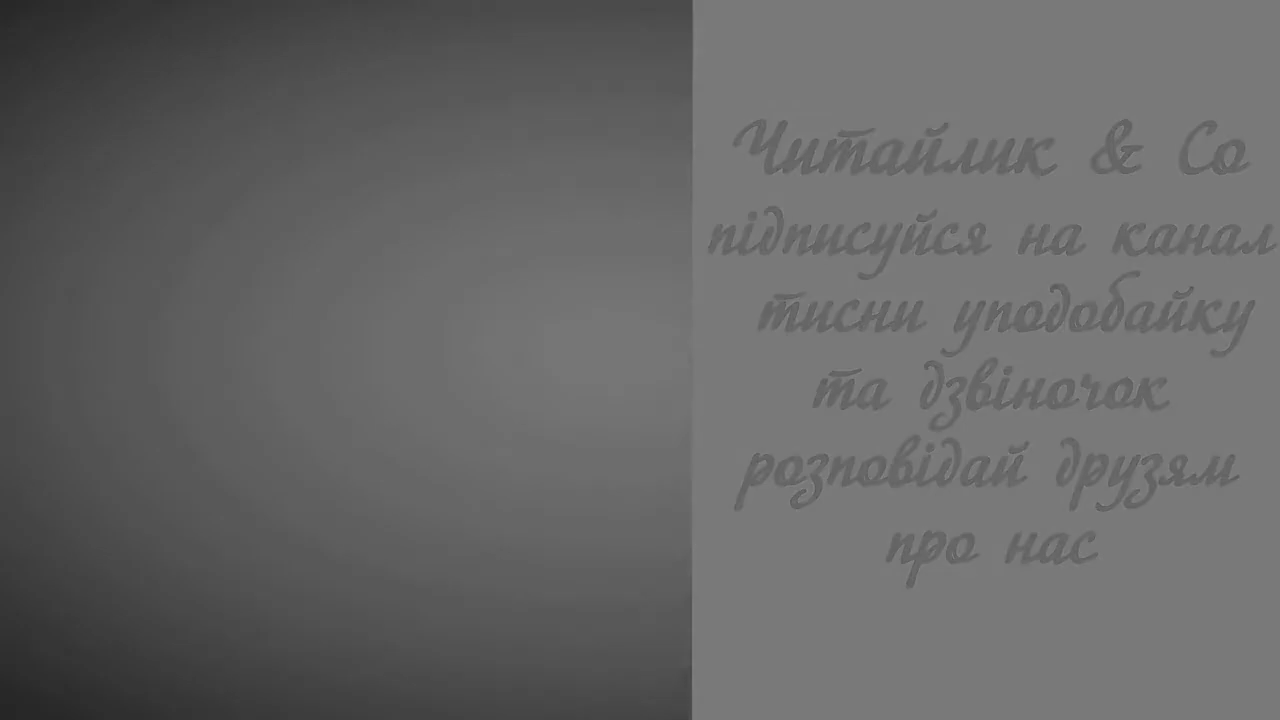 Читайлик & Co
підписуйся на канал
тисни уподобайку
та дзвіночок
розповідай друзям
про нас